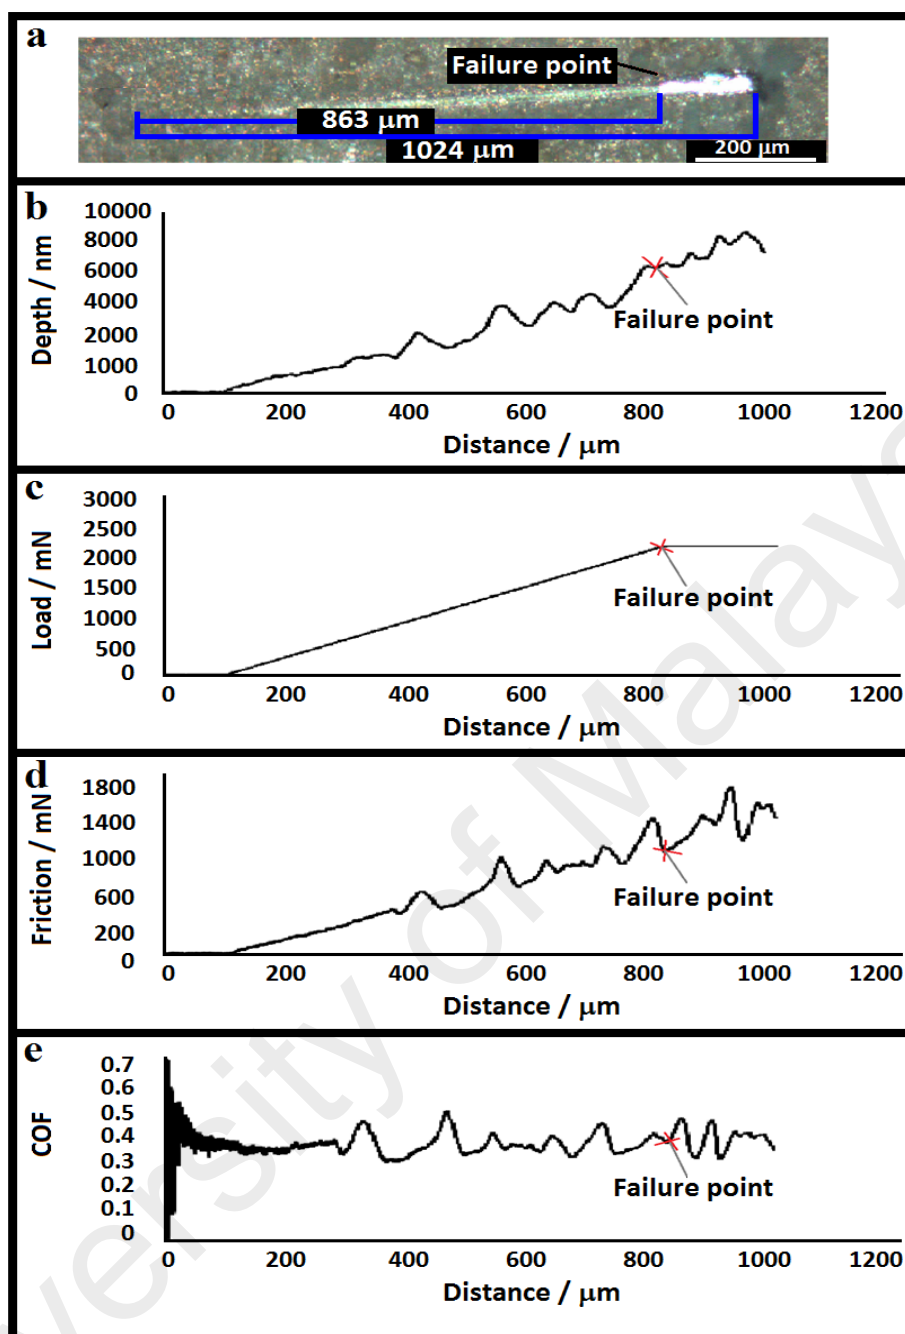 a
Failure point
863 μm
1024 μm
200 μm
b
Depth / nm
10000
8000
6000
4000
2000
1000
0
0 200 400 600 800 1000 1200
Failure point
Distance / μm
c
Load / mN
3000
2500
2000
1500
1000
500
0
0 200 400 600 800 1000 1200
Failure point
Distance / μm
d
Friction / mN
1800
1400
1000
600
200
0
0 200 400 600 800 1000 1200
Failure point
Distance / μm
e
COF
0.7
0.6
0.5
0.4
0.3
0.2
0.1
0
0 200 400 600 800 1000 1200
Failure point
Distance / μm
versity of Malaya